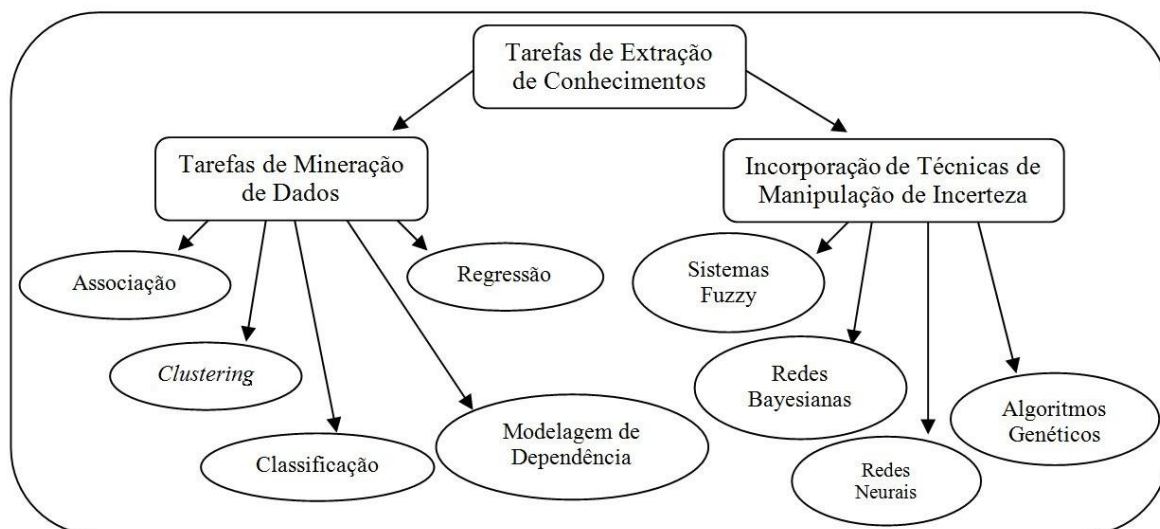 Tarefas de Extração
de Conhecimentos
Tarefas de Mineração
de Dados
Incorporação de Técnicas de
Manipulação de Incerteza
Associação
Regressão
Sistemas
Fuzzy
Clustering
Redes
Bayesianas
Algoritmos
Genéticos
Classificação
Modelagem de
Dependência
Redes
Neurais